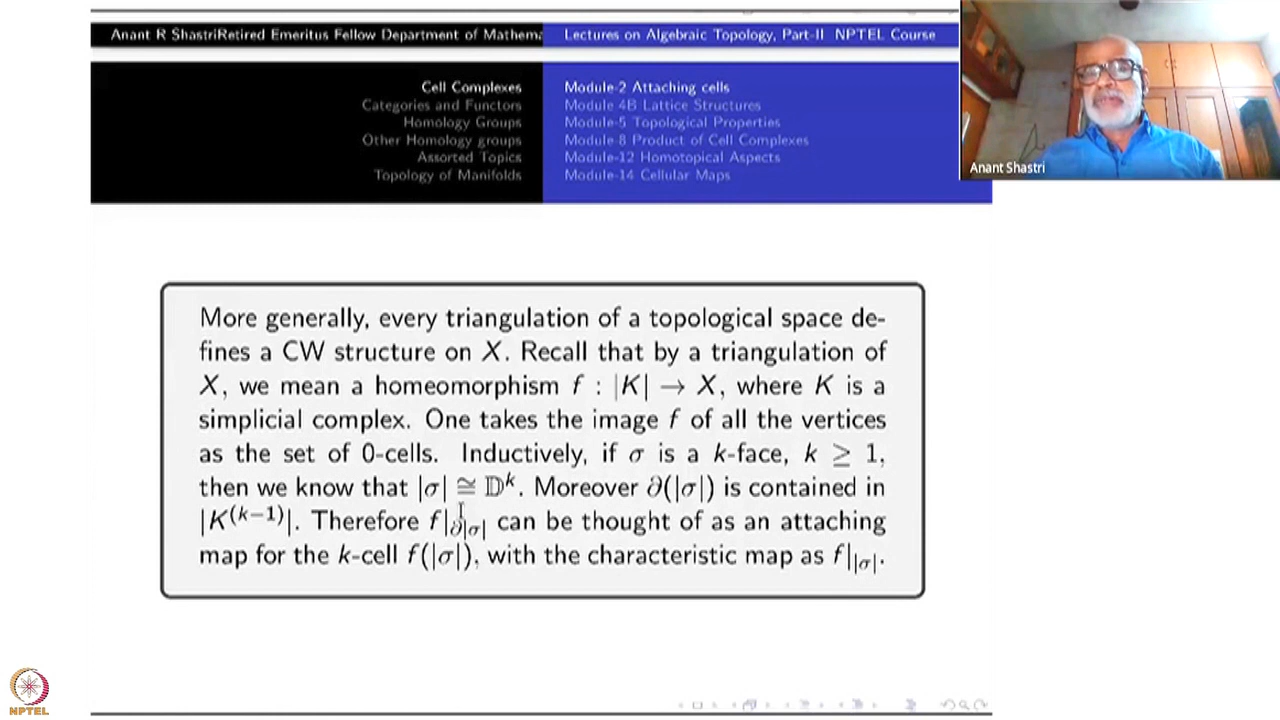 Anant R ShastriRetired Emeritus Fellow Department of Mathema
Lectures on Algebraic Topology, Part-II NPTEL Course
Cell Complexes
Categories and Functors
Homology Groups
Other Homology groups
Assorted Topics
Topology of Manifolds
Module-2 Attaching cells
Module 4B Lattice Structures
Module-5 Topological Properties
Module-8 Product of Cell Complexes
Module-12 Homotopical Aspects
Module-14 Cellular Maps
Anant Shastri
More generally, every triangulation of a topological space de-
fines a CW structure on X. Recall that by a triangulation of
X, we mean a homeomorphism f : |K| → X, where K is a
simplicial complex. One takes the image f of all the vertices
as the set of 0-cells. Inductively, if σ is a k-face, k ≥ 1,
then we know that |σ| ≅ 𝔻ᵏ. Moreover ∂(|σ|) is contained in
|K⁽ᵏ⁻¹⁾|. Therefore f|∂|σ| can be thought of as an attaching
map for the k-cell f(|σ|), with the characteristic map as f||σ|.
NPTEL